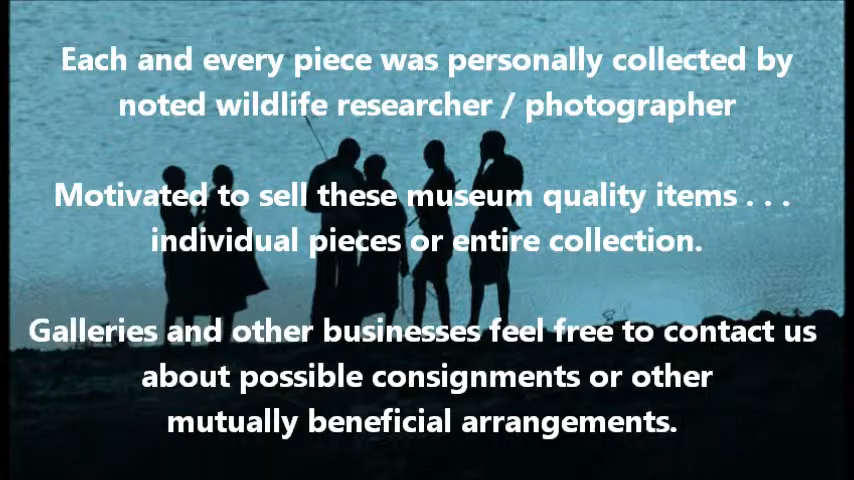 Each and every piece was personally collected by
noted wildlife researcher / photographer
Motivated to sell these museum quality items . . .
individual pieces or entire collection.
Galleries and other businesses feel free to contact us
about possible consignments or other
mutually beneficial arrangements.